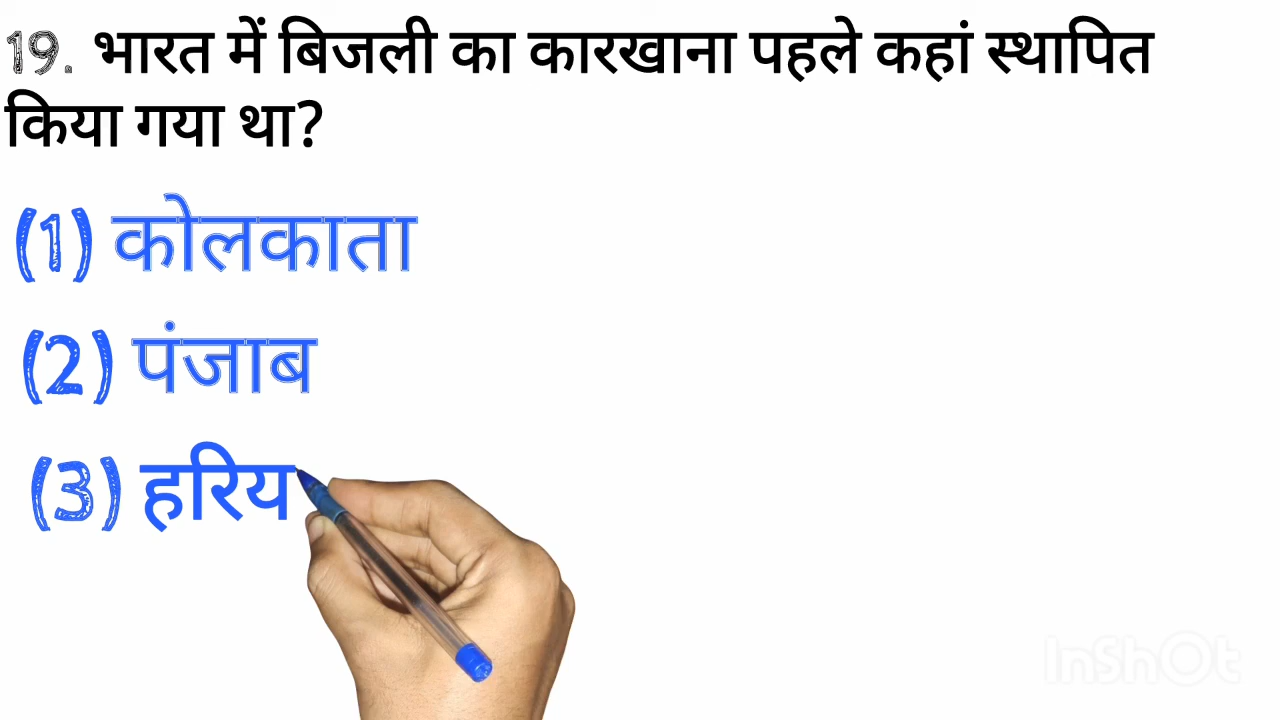 19. भारत में बिजली का कारखाना पहले कहां स्थापित
किया गया था?
(1) कोलकाता
(2) पंजाब
(3) हरिय
InShOt